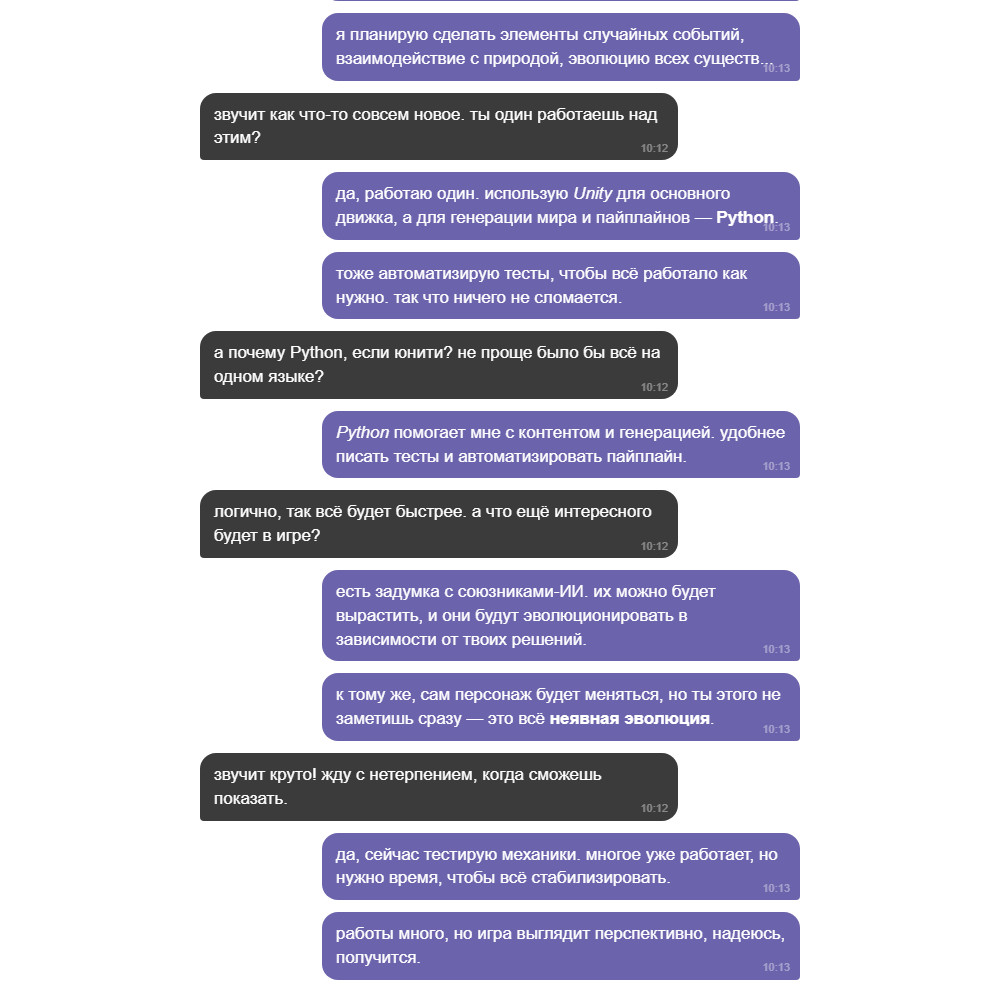 я планирую сделать элементы случайных событий,
взаимодействие с природой, эволюцию всех существ...
10:13
звучит как что-то совсем новое. ты один работаешь над
этим?
10:12
да, работаю один. использую Unity для основного
движка, а для генерации мира и пайплайнов — Python.
10:13
тоже автоматизирую тесты, чтобы всё работало как
нужно. так что ничего не сломается.
10:13
а почему Python, если юнити? не проще было бы всё на
одном языке?
10:12
Python помогает мне с контентом и генерацией. удобнее
писать тесты и автоматизировать пайплайн.
10:13
логично, так всё будет быстрее. а что ещё интересного
будет в игре?
10:12
есть задумка с союзниками-ИИ. их можно будет
вырастить, и они будут эволюционировать в
зависимости от твоих решений.
10:13
к тому же, сам персонаж будет меняться, но ты этого не
заметишь сразу — это всё неявная эволюция.
10:13
звучит круто! жду с нетерпением, когда сможешь
показать.
10:12
да, сейчас тестирую механики. многое уже работает, но
нужно время, чтобы всё стабилизировать.
10:13
работы много, но игра выглядит перспективно, надеюсь,
получится.
10:13